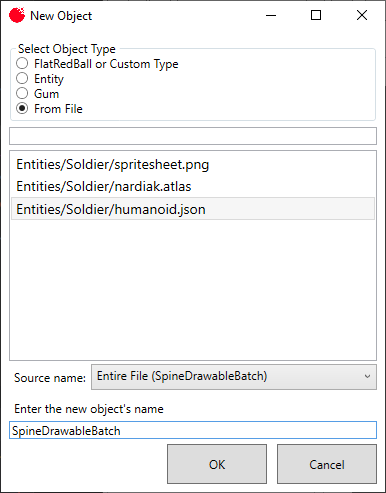 New Object
Select Object Type
FlatRedBall or Custom Type
Entity
Gum
From File
Entities/Soldier/spritesheet.png
Entities/Soldier/nardiak.atlas
Entities/Soldier/humanoid.json
Source name: Entire File (SpineDrawableBatch)
Enter the new object's name
SpineDrawableBatch
OK Cancel